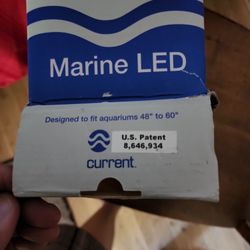 Marine LED
Designed to fit aquariums 48" to 60"
U.S. Patent
8,646,934
current